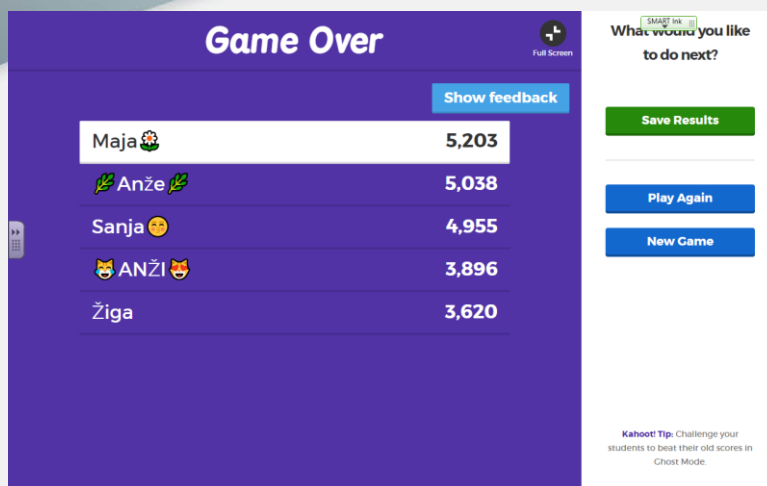 Game Over
Full Screen
SMART Ink
What would you like
to do next?
Show feedback
Save Results
Maja🌼 5,203
🌿Anže🌿 5,038
Play Again
Sanja😚 4,955
New Game
😹ANŽI😻 3,896
Žiga 3,620
Kahoot! Tip: Challenge your
students to beat their old scores in
Ghost Mode.